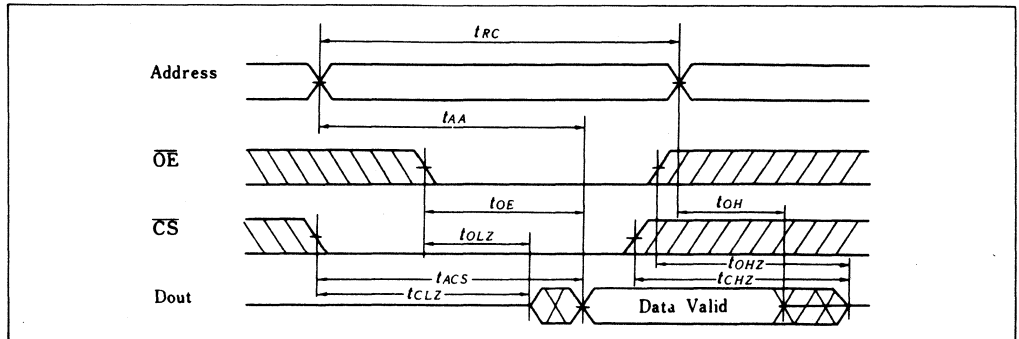 tRC
Address
tAA
OE
tOE
tOH
CS
tOLZ
tOHZ
tACS
tCHZ
tCLZ
Dout
Data Valid